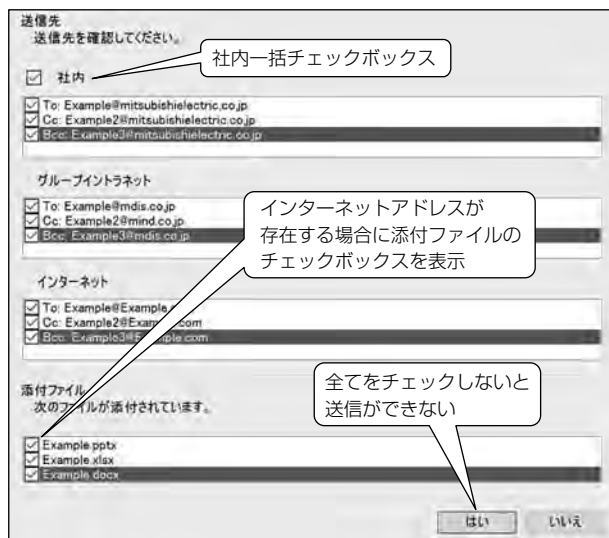 送信先
送信先を確認してください。
社内一括チェックボックス
社内
To: Example@mitsubishielectric.co.jp
Cc: Example2@mitsubishielectric.co.jp
Bcc: Example3@mitsubishielectric.co.jp
グループイントラネット
To: Example@mdis.co.jp
Cc: Example2@mind.co.jp
Bcc: Example3@mdis.co.jp
インターネットアドレスが
存在する場合に添付ファイルの
チェックボックスを表示
インターネット
To: Example@Example.c
Cc: Example2@Example.com
Bcc: Example3@Example.com
添付ファイル
次のファイルが添付されています。
全てをチェックしないと
送信ができない
Example.pptx
Example.xlsx
Example.docx
はい
いいえ